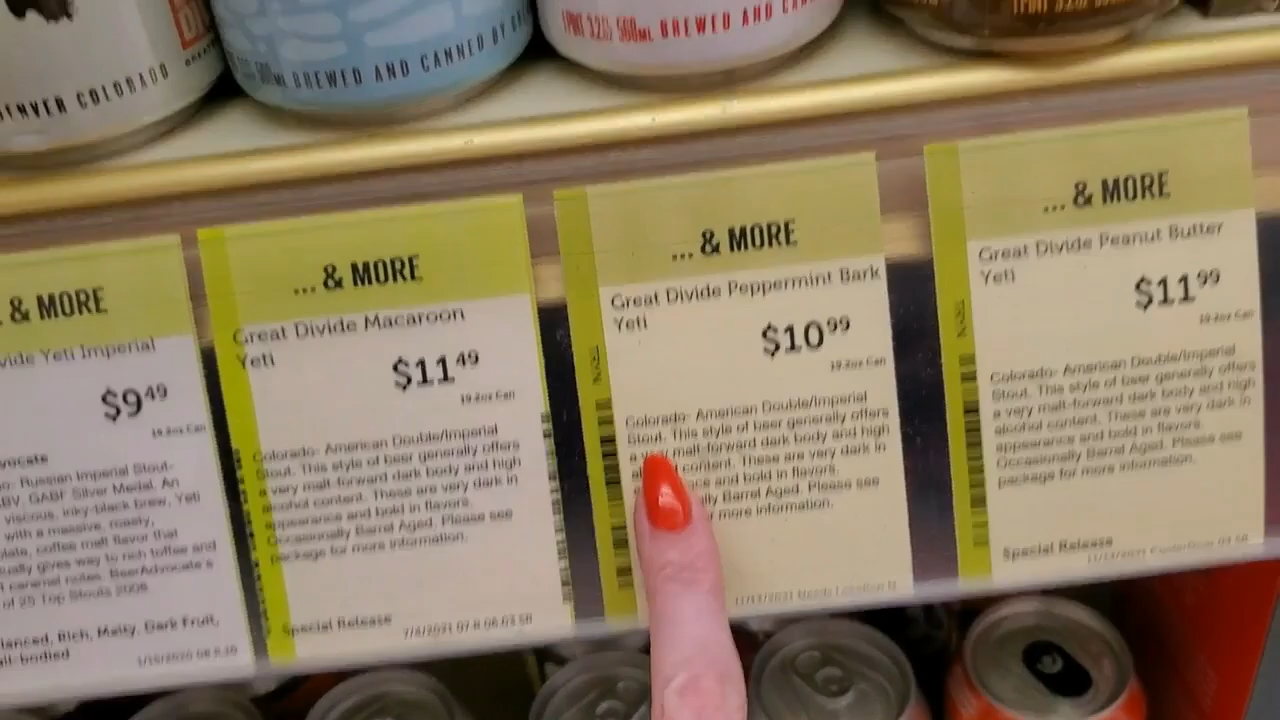 DENVER COLORADO
ML BREWED AND CANNED BY
1 PINT 3.2oz 568ML BREWED AND
... & MORE
Great Divide Macaroon
Yeti
$11 49
19.2oz Can
Colorado- American Double/Imperial
Stout. This style of beer generally offers
a very malt-forward dark body and high
alcohol content. These are very dark in
appearance and bold in flavors.
Occasionally Barrel Aged. Please see
package for more information.
Special Release
... & MORE
Great Divide Peppermint Bark
Yeti
$10 99
19.2oz Can
Colorado- American Double/Imperial
Stout. This style of beer generally offers
a very malt-forward dark body and high
content. These are very dark in
and bold in flavors.
Barrel Aged. Please see
more information.
... & MORE
Great Divide Peanut Butter
Yeti
$11 99
19.2oz Can
Colorado- American Double/Imperial
Stout. This style of beer generally offers
a very malt-forward dark body and high
alcohol content. These are very dark in
appearance and bold in flavors.
Occasionally Barrel Aged. Please see
package for more information.
Special Release
& MORE
Yeti Imperial
$9 49
19.2oz Can
Russian Imperial Stout-
GABF Silver Medal. An
viscous, inky-black brew, Yeti
with a massive, roasty,
coffee malt flavor that
gives way to rich toffee and
caramel notes. BeerAdvocate's
of 25 Top Stouts 2006
Rich, Malty, Dark Fruit,